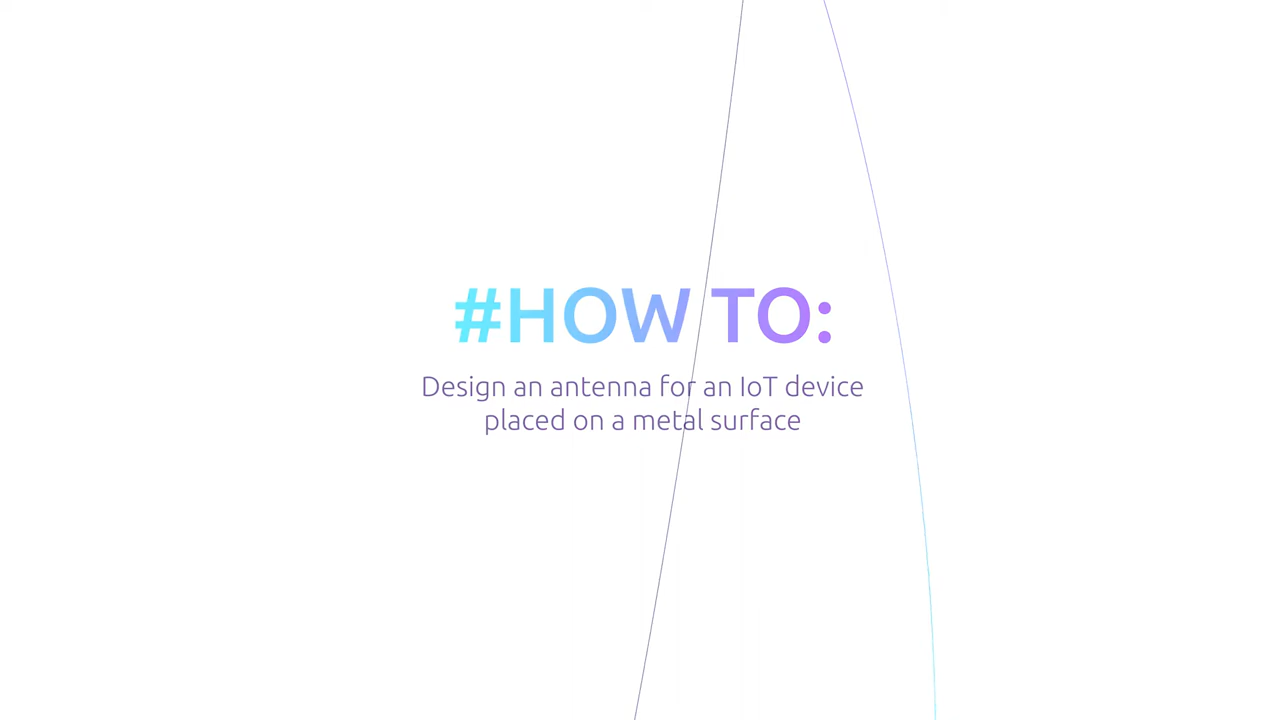 #HOW TO:
Design an antenna for an IoT device
placed on a metal surface